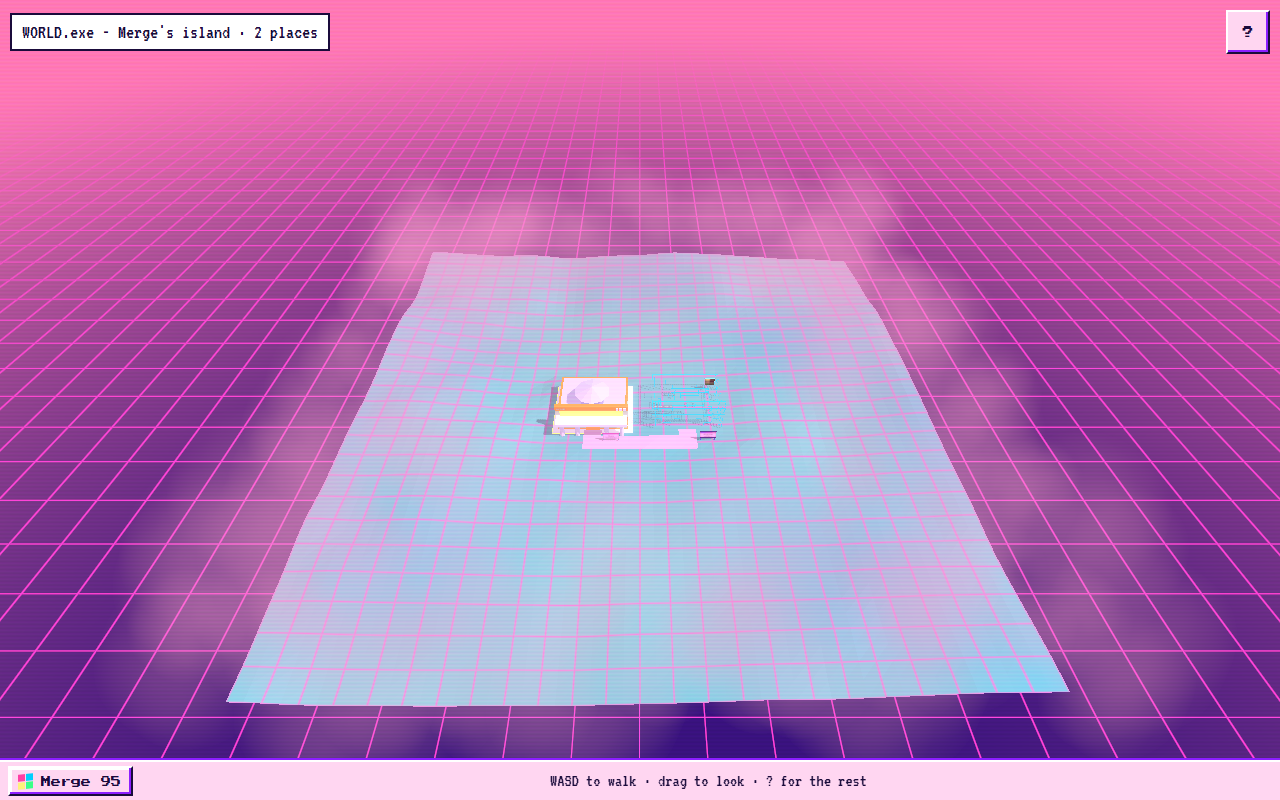 WORLD.exe - Merge's island · 2 places
?
Merge 95
WASD to walk · drag to look · ? for the rest